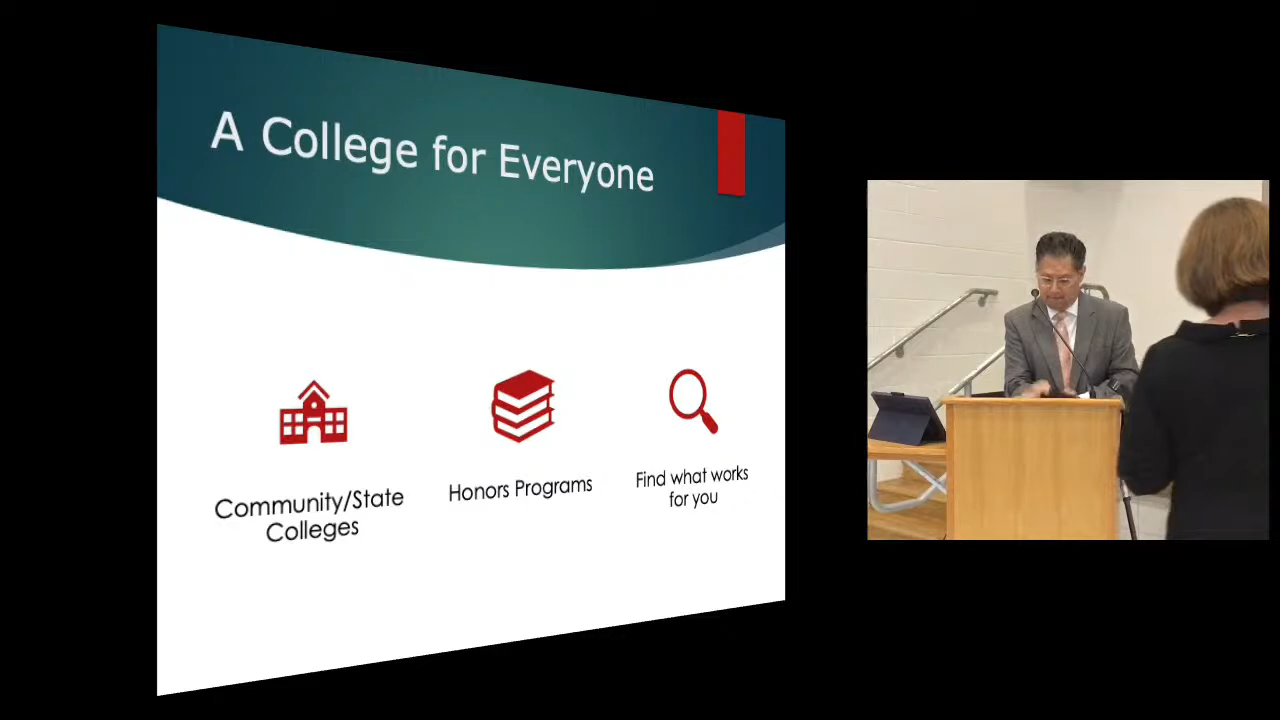 A College for Everyone
Community/State
Colleges
Honors Programs
Find what works
for you